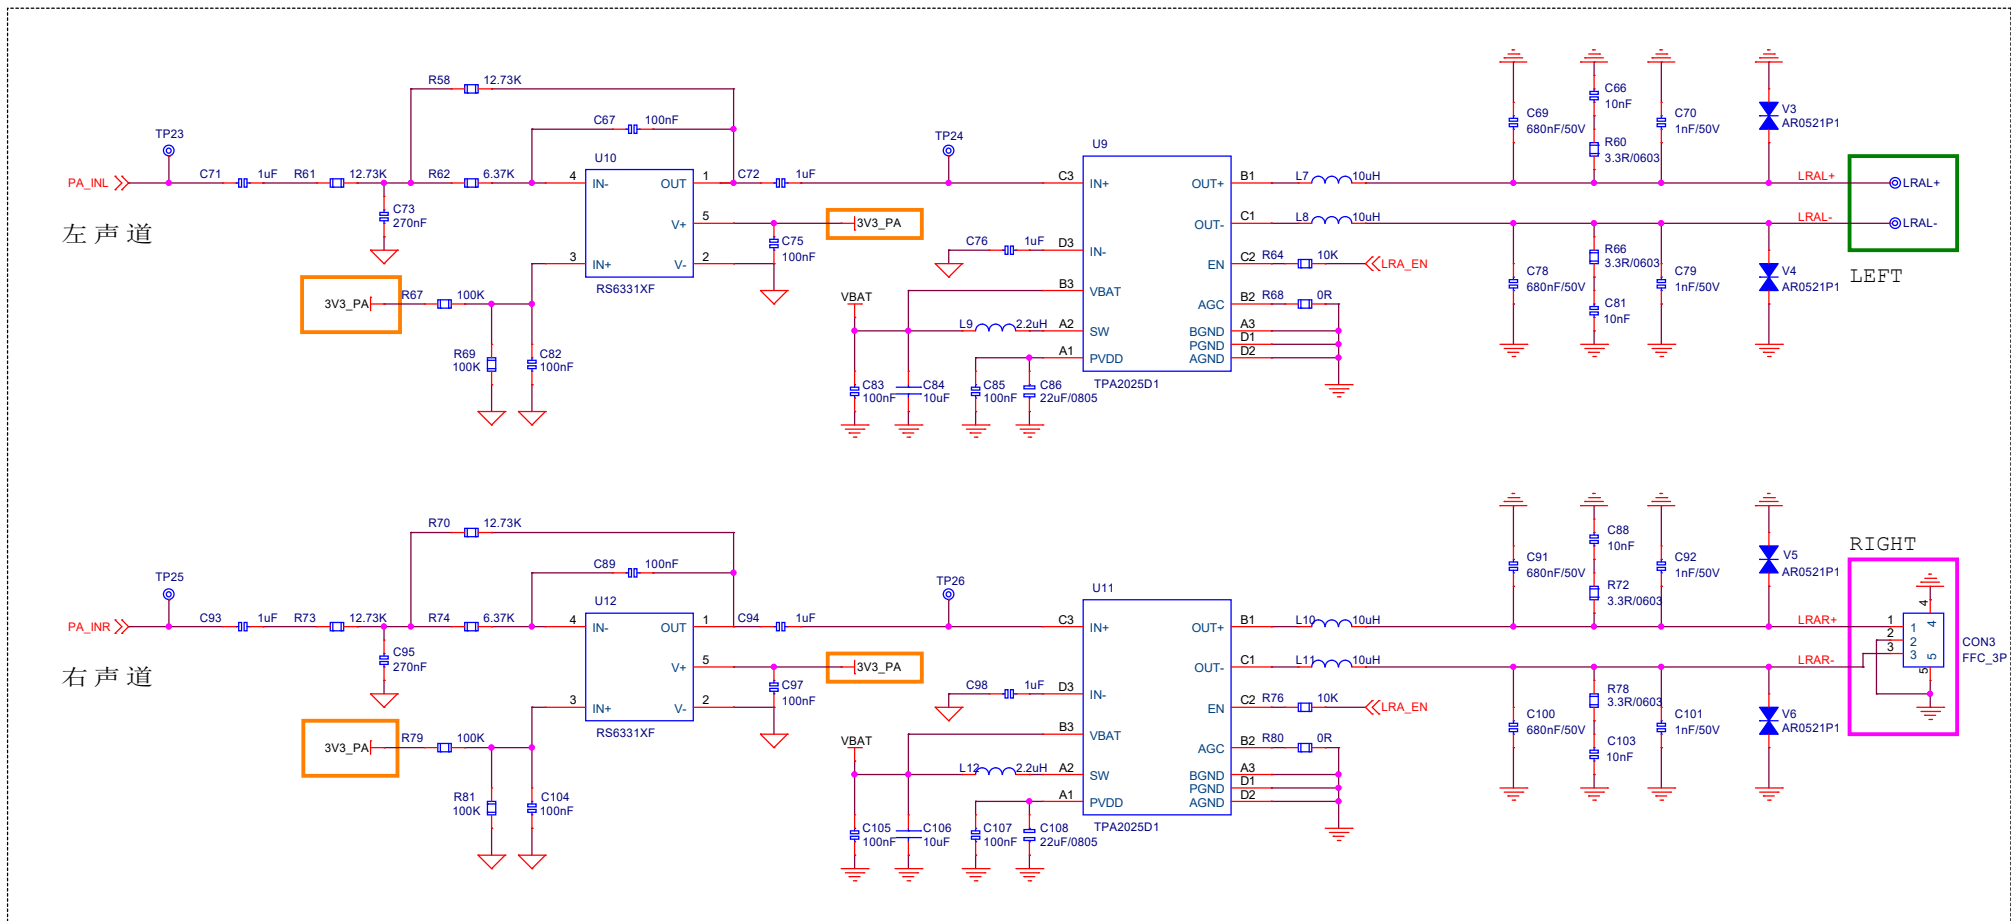 R58 12.73K
C67 100nF
TP23
PA_INL C71 1uF R61 12.73K R62 6.37K
C73
270nF
左声道
3V3_PA R67 100K
R69
100K
C82
100nF
U10
4 IN- OUT 1
V+ 5
3 IN+ V- 2
RS6331XF
C72 1uF
3V3_PA
C75
100nF
TP24
C76 1uF
VBAT
L9 2.2uH
C83
100nF
C84
10uF
C85
100nF
C86
22uF/0805
U9
C3 IN+ OUT+ B1
OUT- C1
D3 IN-
EN C2
B3 VBAT
AGC B2
A2 SW BGND A3
PGND D1
A1 PVDD AGND D2
TPA2025D1
L7 10uH
L8 10uH
R64 10K LRA_EN
R68 0R
C69
680nF/50V
C66
10nF
R60
3.3R/0603
C70
1nF/50V
V3
AR0521P1
LRAL+ LRAL+
LRAL- LRAL-
LEFT
C78
680nF/50V
R66
3.3R/0603
C81
10nF
C79
1nF/50V
V4
AR0521P1
R70 12.73K
C89 100nF
TP25
PA_INR C93 1uF R73 12.73K R74 6.37K
C95
270nF
右声道
3V3_PA R79 100K
R81
100K
C104
100nF
U12
4 IN- OUT 1
V+ 5
3 IN+ V- 2
RS6331XF
C94 1uF
3V3_PA
C97
100nF
TP26
C98 1uF
VBAT
L12 2.2uH
C105
100nF
C106
10uF
C107
100nF
C108
22uF/0805
U11
C3 IN+ OUT+ B1
OUT- C1
D3 IN-
EN C2
B3 VBAT
AGC B2
A2 SW BGND A3
PGND D1
A1 PVDD AGND D2
TPA2025D1
L10 10uH
L11 10uH
R76 10K LRA_EN
R80 0R
C91
680nF/50V
C88
10nF
R72
3.3R/0603
C92
1nF/50V
V5
AR0521P1
RIGHT
LRAR+
LRAR-
1 1
2 2
3 3
4 4
5 5
CON3
FFC_3P
C100
680nF/50V
R78
3.3R/0603
C103
10nF
C101
1nF/50V
V6
AR0521P1